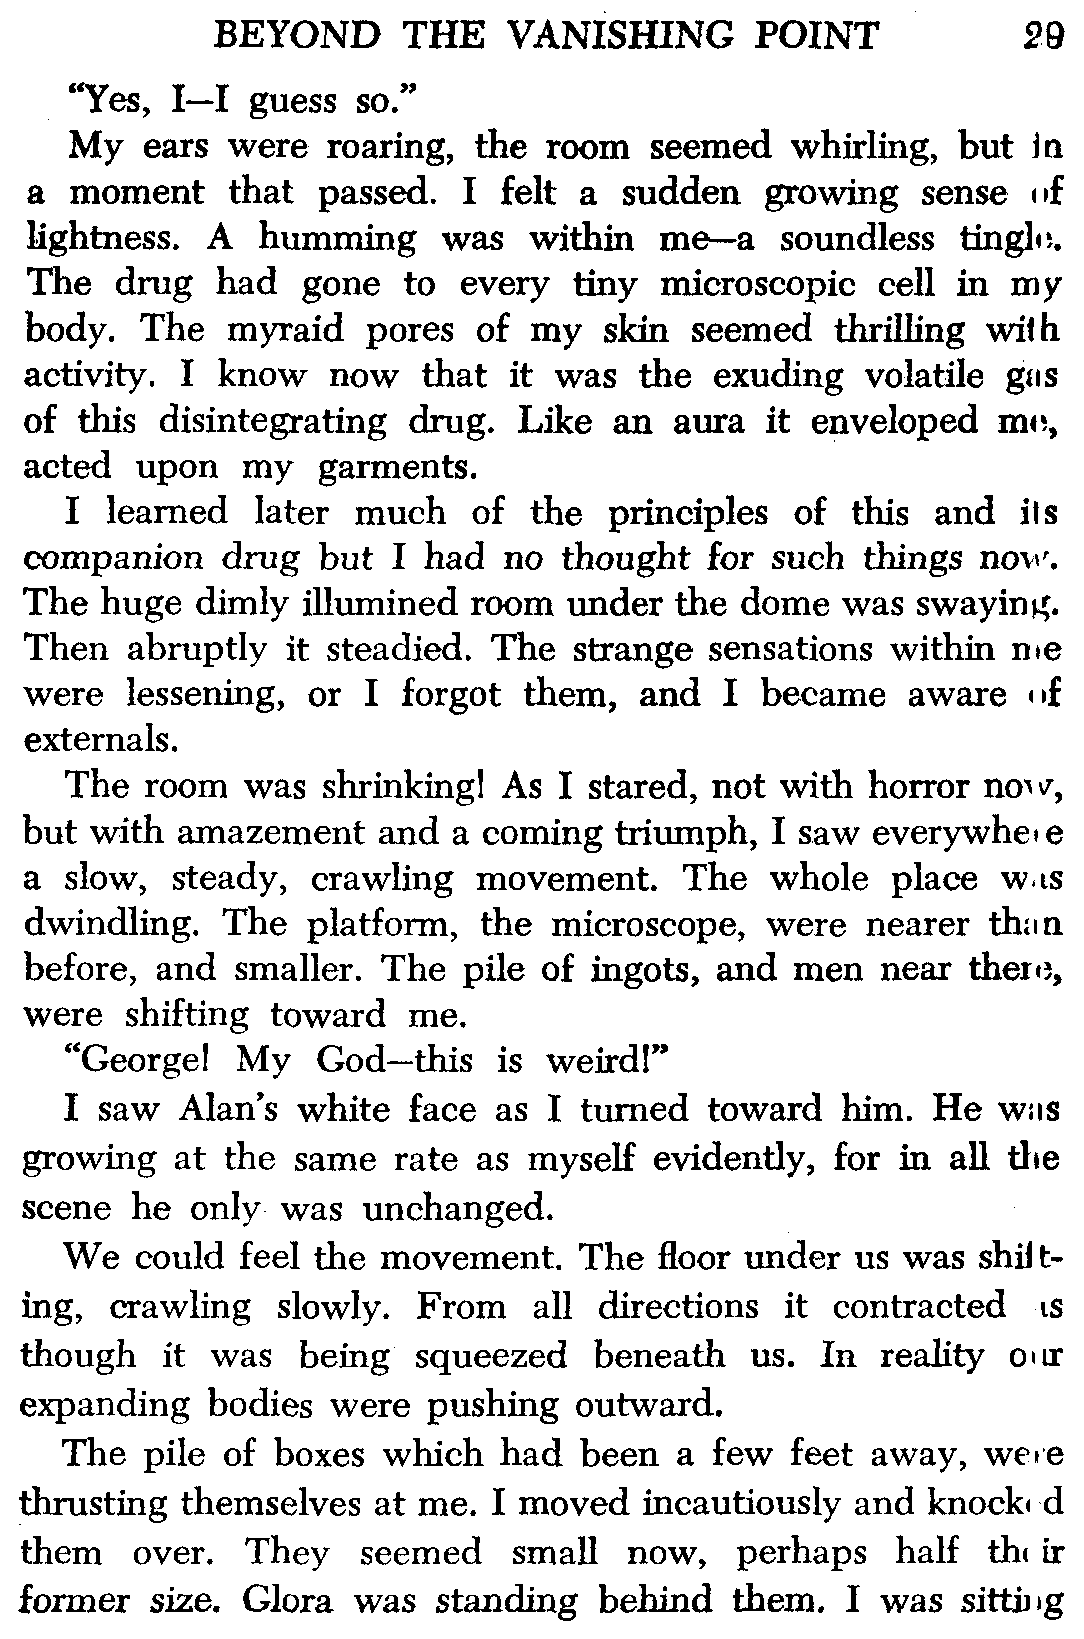 BEYOND THE VANISHING POINT 29
“Yes, I—I guess so.”
My ears were roaring, the room seemed whirling, but in
a moment that passed. I felt a sudden growing sense of
lightness. A humming was within me—a soundless tingle.
The drug had gone to every tiny microscopic cell in my
body. The myraid pores of my skin seemed thrilling with
activity. I know now that it was the exuding volatile gas
of this disintegrating drug. Like an aura it enveloped me,
acted upon my garments.
I learned later much of the principles of this and its
companion drug but I had no thought for such things now.
The huge dimly illumined room under the dome was swaying.
Then abruptly it steadied. The strange sensations within me
were lessening, or I forgot them, and I became aware of
externals.
The room was shrinking! As I stared, not with horror now,
but with amazement and a coming triumph, I saw everywhere
a slow, steady, crawling movement. The whole place was
dwindling. The platform, the microscope, were nearer than
before, and smaller. The pile of ingots, and men near there,
were shifting toward me.
“George! My God—this is weird!”
I saw Alan’s white face as I turned toward him. He was
growing at the same rate as myself evidently, for in all the
scene he only was unchanged.
We could feel the movement. The floor under us was shift-
ing, crawling slowly. From all directions it contracted as
though it was being squeezed beneath us. In reality our
expanding bodies were pushing outward.
The pile of boxes which had been a few feet away, were
thrusting themselves at me. I moved incautiously and knocked
them over. They seemed small now, perhaps half their
former size. Glora was standing behind them. I was sitting